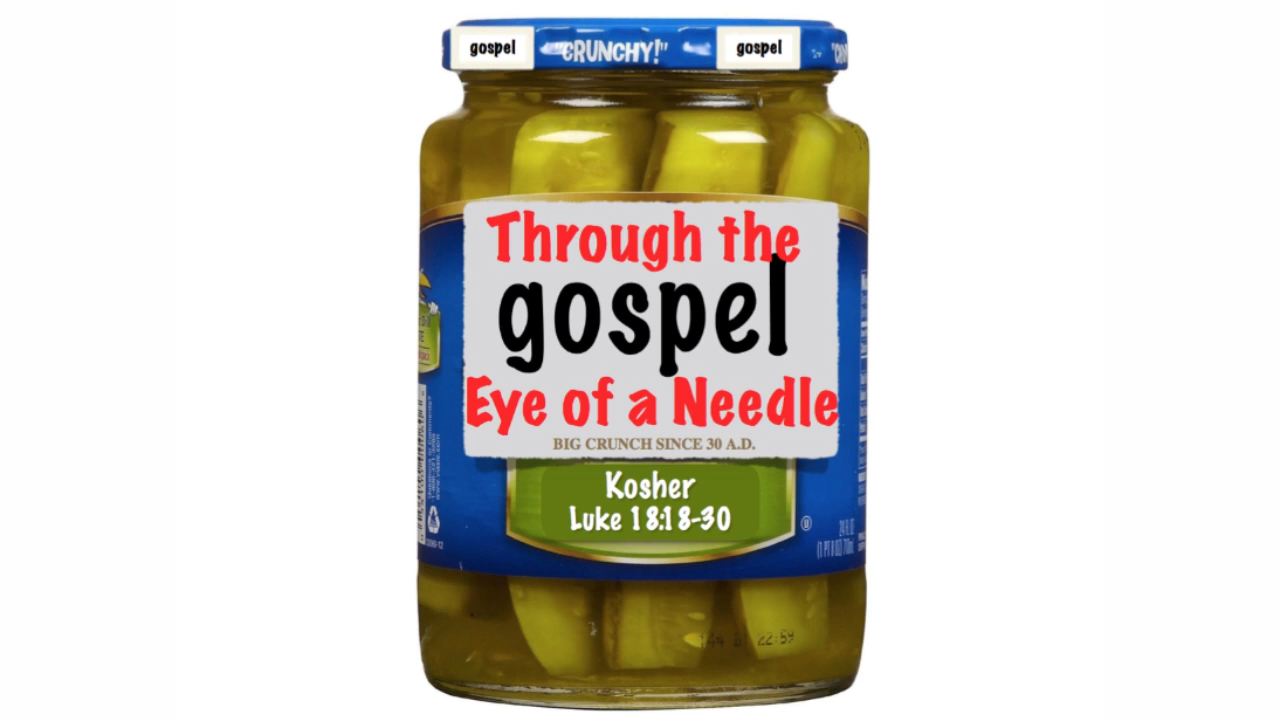 gospel "CRUNCHY!" gospel
Through the
gospel
Eye of a Needle
BIG CRUNCH SINCE 30 A.D.
Kosher
Luke 18:18-30